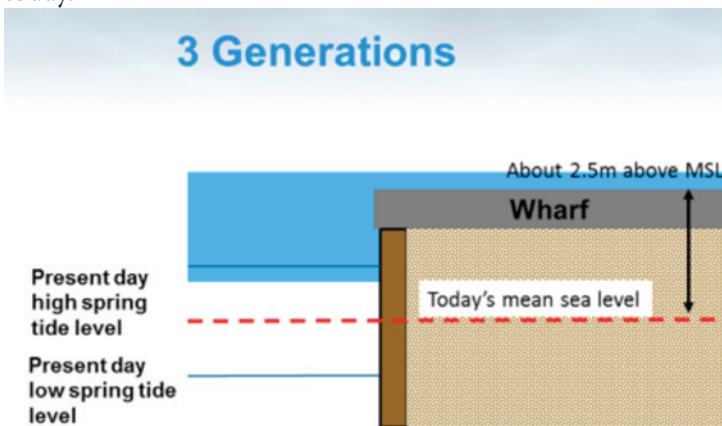 3 Generations
About 2.5m above MSL
Wharf
Present day
high spring
tide level
Today's mean sea level
Present day
low spring tide
level